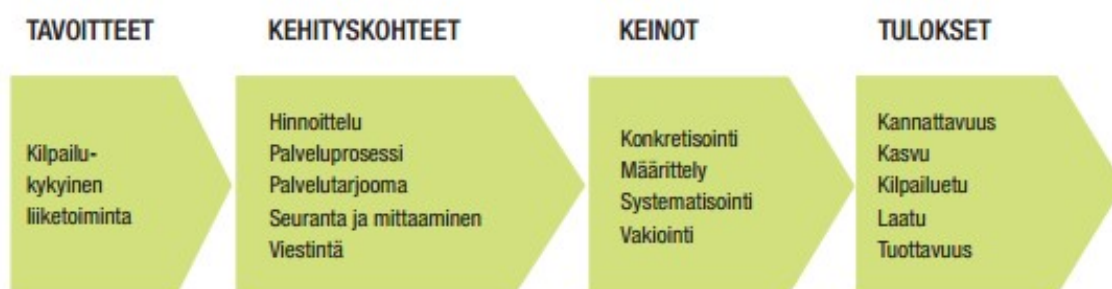 TAVOITTEET
KEHITYSKOHTEET
KEINOT
TULOKSET
Kilpailu-
kykyinen
liiketoiminta
Hinnoittelu
Palveluprosessi
Palvelutarjooma
Seuranta ja mittaaminen
Viestintä
Konkretisointi
Määrittely
Systematisointi
Vakiointi
Kannattavuus
Kasvu
Kilpailuetu
Laatu
Tuottavuus